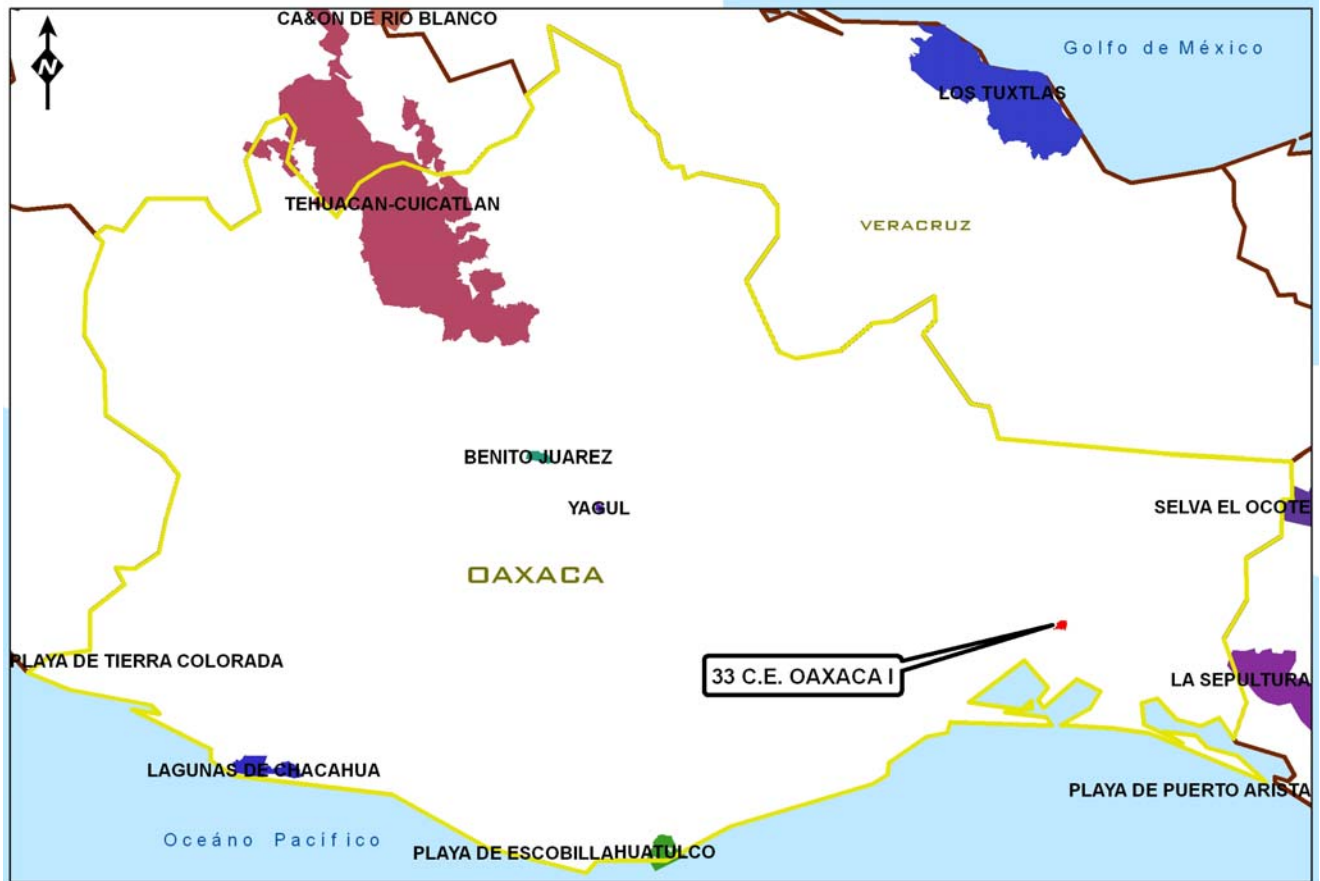 CA&ON DE RIO BLANCO
Golfo de México
N
LOS TUXTLAS
TEHUACAN-CUICATLAN
VERACRUZ
BENITO JUAREZ
YAGUL
SELVA EL OCOTE
OAXACA
PLAYA DE TIERRA COLORADA
33 C.E. OAXACA I
LA SEPULTURA
LAGUNAS DE CHACAHUA
PLAYA DE PUERTO ARISTA
Oceáno Pacífico
PLAYA DE ESCOBILLA
HUATULCO